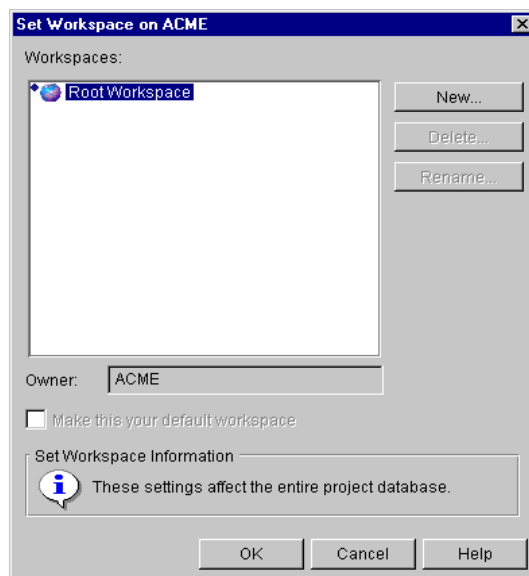 Set Workspace on ACME
Workspaces:
Root Workspace
New...
Delete...
Rename...
Owner: ACME
Make this your default workspace
Set Workspace Information
These settings affect the entire project database.
OK Cancel Help